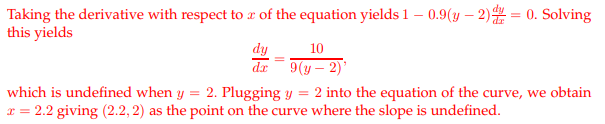 Taking the derivative with respect to x of the equation yields 1 − 0.9(y − 2) dy/dx = 0. Solving
this yields
dy/dx = 10/9(y − 2),
which is undefined when y = 2. Plugging y = 2 into the equation of the curve, we obtain
x = 2.2 giving (2.2, 2) as the point on the curve where the slope is undefined.